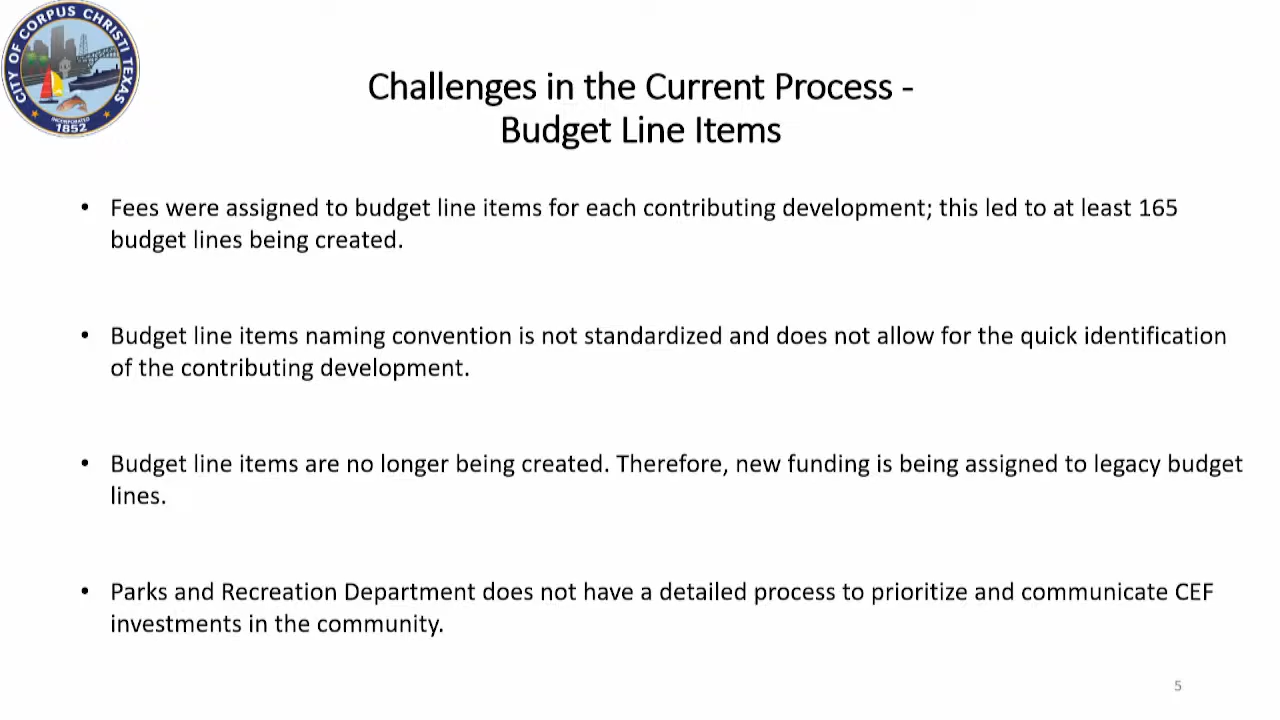 CITY OF CORPUS CHRISTI TEXAS
INCORPORATED
1852
Challenges in the Current Process -
Budget Line Items
• Fees were assigned to budget line items for each contributing development; this led to at least 165
budget lines being created.
• Budget line items naming convention is not standardized and does not allow for the quick identification
of the contributing development.
• Budget line items are no longer being created. Therefore, new funding is being assigned to legacy budget
lines.
• Parks and Recreation Department does not have a detailed process to prioritize and communicate CEF
investments in the community.
5